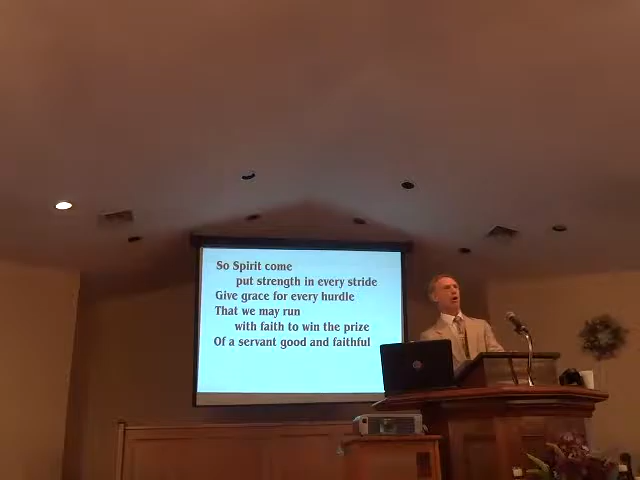 So Spirit come
put strength in every stride
Give grace for every hurdle
That we may run
with faith to win the prize
Of a servant good and faithful